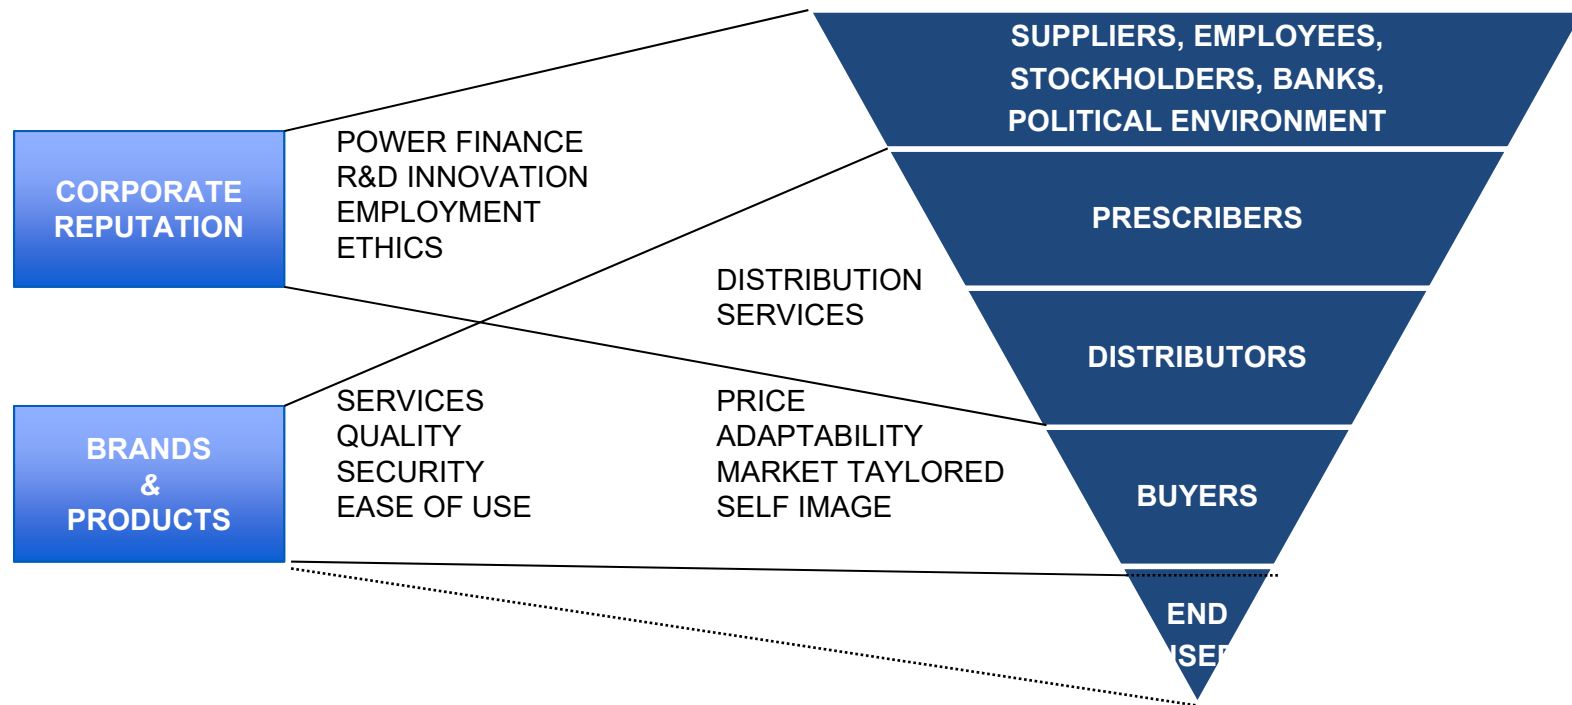 CORPORATE
REPUTATION
POWER FINANCE
R&D INNOVATION
EMPLOYMENT
ETHICS
DISTRIBUTION
SERVICES
BRANDS
&
PRODUCTS
SERVICES
QUALITY
SECURITY
EASE OF USE
PRICE
ADAPTABILITY
MARKET TAYLORED
SELF IMAGE
SUPPLIERS, EMPLOYEES,
STOCKHOLDERS, BANKS,
POLITICAL ENVIRONMENT
PRESCRIBERS
DISTRIBUTORS
BUYERS
END